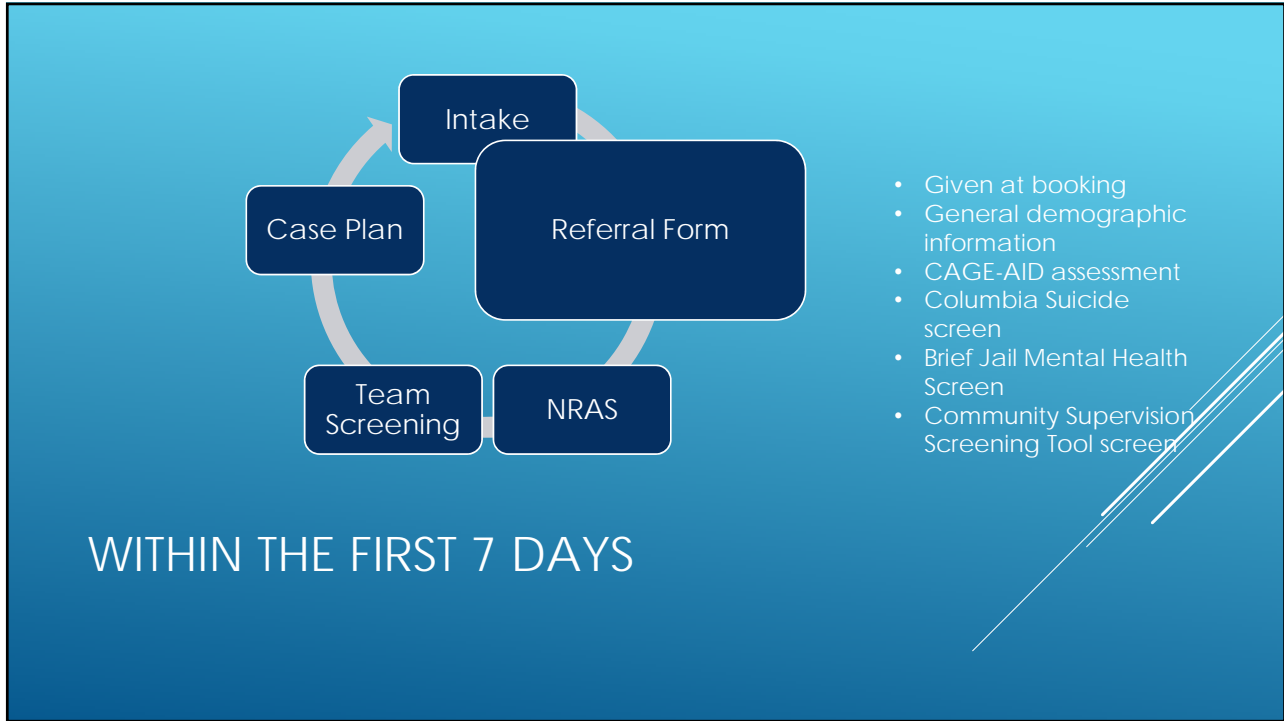 Intake
Referral Form
NRAS
Team
Screening
Case Plan
• Given at booking
• General demographic
information
• CAGE-AID assessment
• Columbia Suicide
screen
• Brief Jail Mental Health
Screen
• Community Supervision
Screening Tool screen
WITHIN THE FIRST 7 DAYS